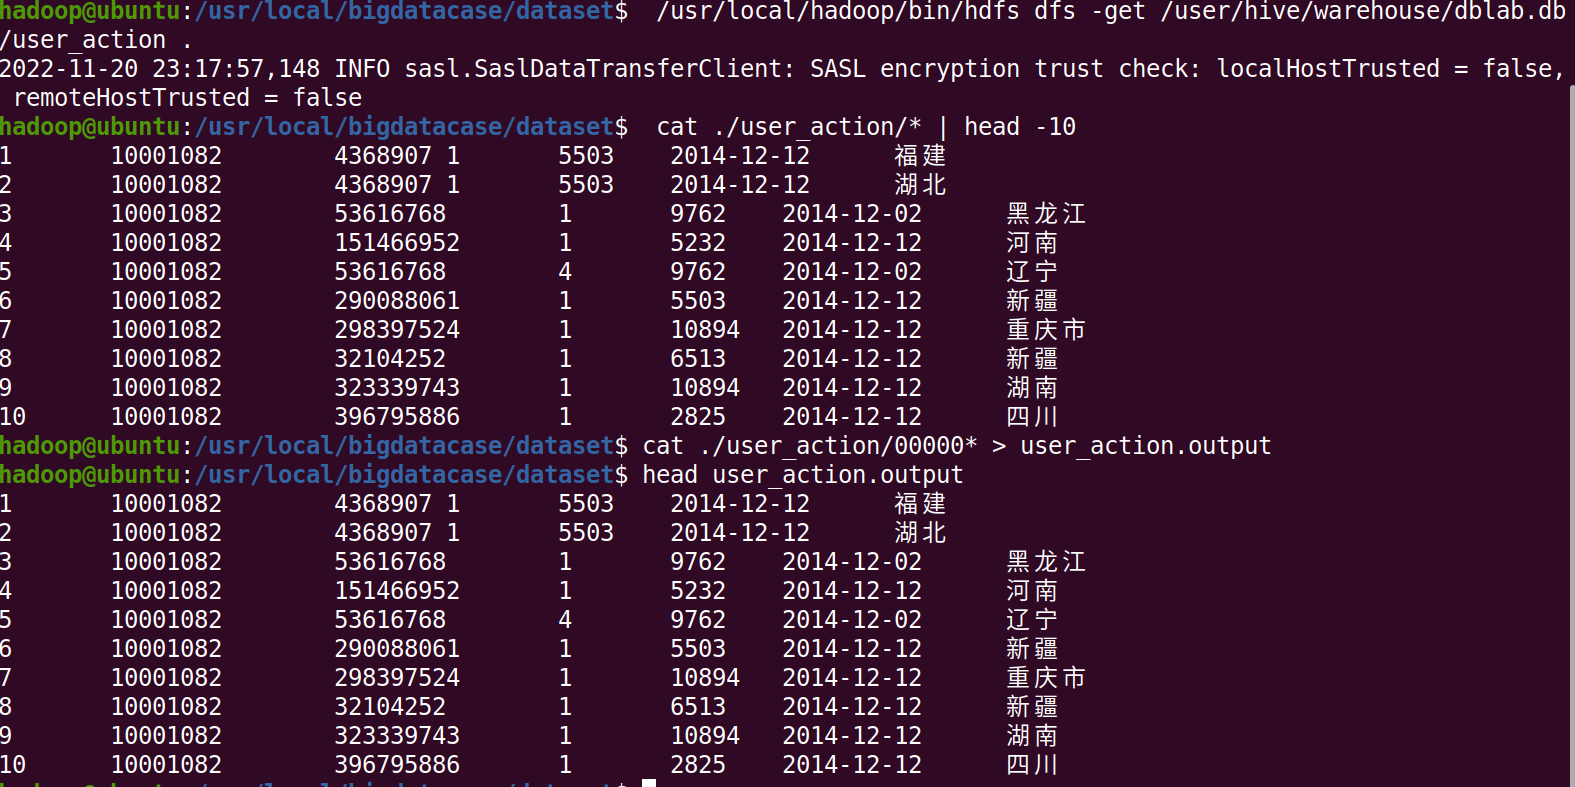 hadoop@ubuntu:/usr/local/bigdatacase/dataset$  /usr/local/hadoop/bin/hdfs dfs -get /user/hive/warehouse/dblab.db
/user_action .
2022-11-20 23:17:57,148 INFO sasl.SaslDataTransferClient: SASL encryption trust check: localHostTrusted = false,
 remoteHostTrusted = false
hadoop@ubuntu:/usr/local/bigdatacase/dataset$  cat ./user_action/* | head -10
1	10001082	4368907	1	5503	2014-12-12	福建
2	10001082	4368907	1	5503	2014-12-12	湖北
3	10001082	53616768	1	9762	2014-12-02	黑龙江
4	10001082	151466952	1	5232	2014-12-12	河南
5	10001082	53616768	4	9762	2014-12-02	辽宁
6	10001082	290088061	1	5503	2014-12-12	新疆
7	10001082	298397524	1	10894	2014-12-12	重庆市
8	10001082	32104252	1	6513	2014-12-12	新疆
9	10001082	323339743	1	10894	2014-12-12	湖南
10	10001082	396795886	1	2825	2014-12-12	四川
hadoop@ubuntu:/usr/local/bigdatacase/dataset$ cat ./user_action/00000* > user_action.output
hadoop@ubuntu:/usr/local/bigdatacase/dataset$ head user_action.output
1	10001082	4368907	1	5503	2014-12-12	福建
2	10001082	4368907	1	5503	2014-12-12	湖北
3	10001082	53616768	1	9762	2014-12-02	黑龙江
4	10001082	151466952	1	5232	2014-12-12	河南
5	10001082	53616768	4	9762	2014-12-02	辽宁
6	10001082	290088061	1	5503	2014-12-12	新疆
7	10001082	298397524	1	10894	2014-12-12	重庆市
8	10001082	32104252	1	6513	2014-12-12	新疆
9	10001082	323339743	1	10894	2014-12-12	湖南
10	10001082	396795886	1	2825	2014-12-12	四川